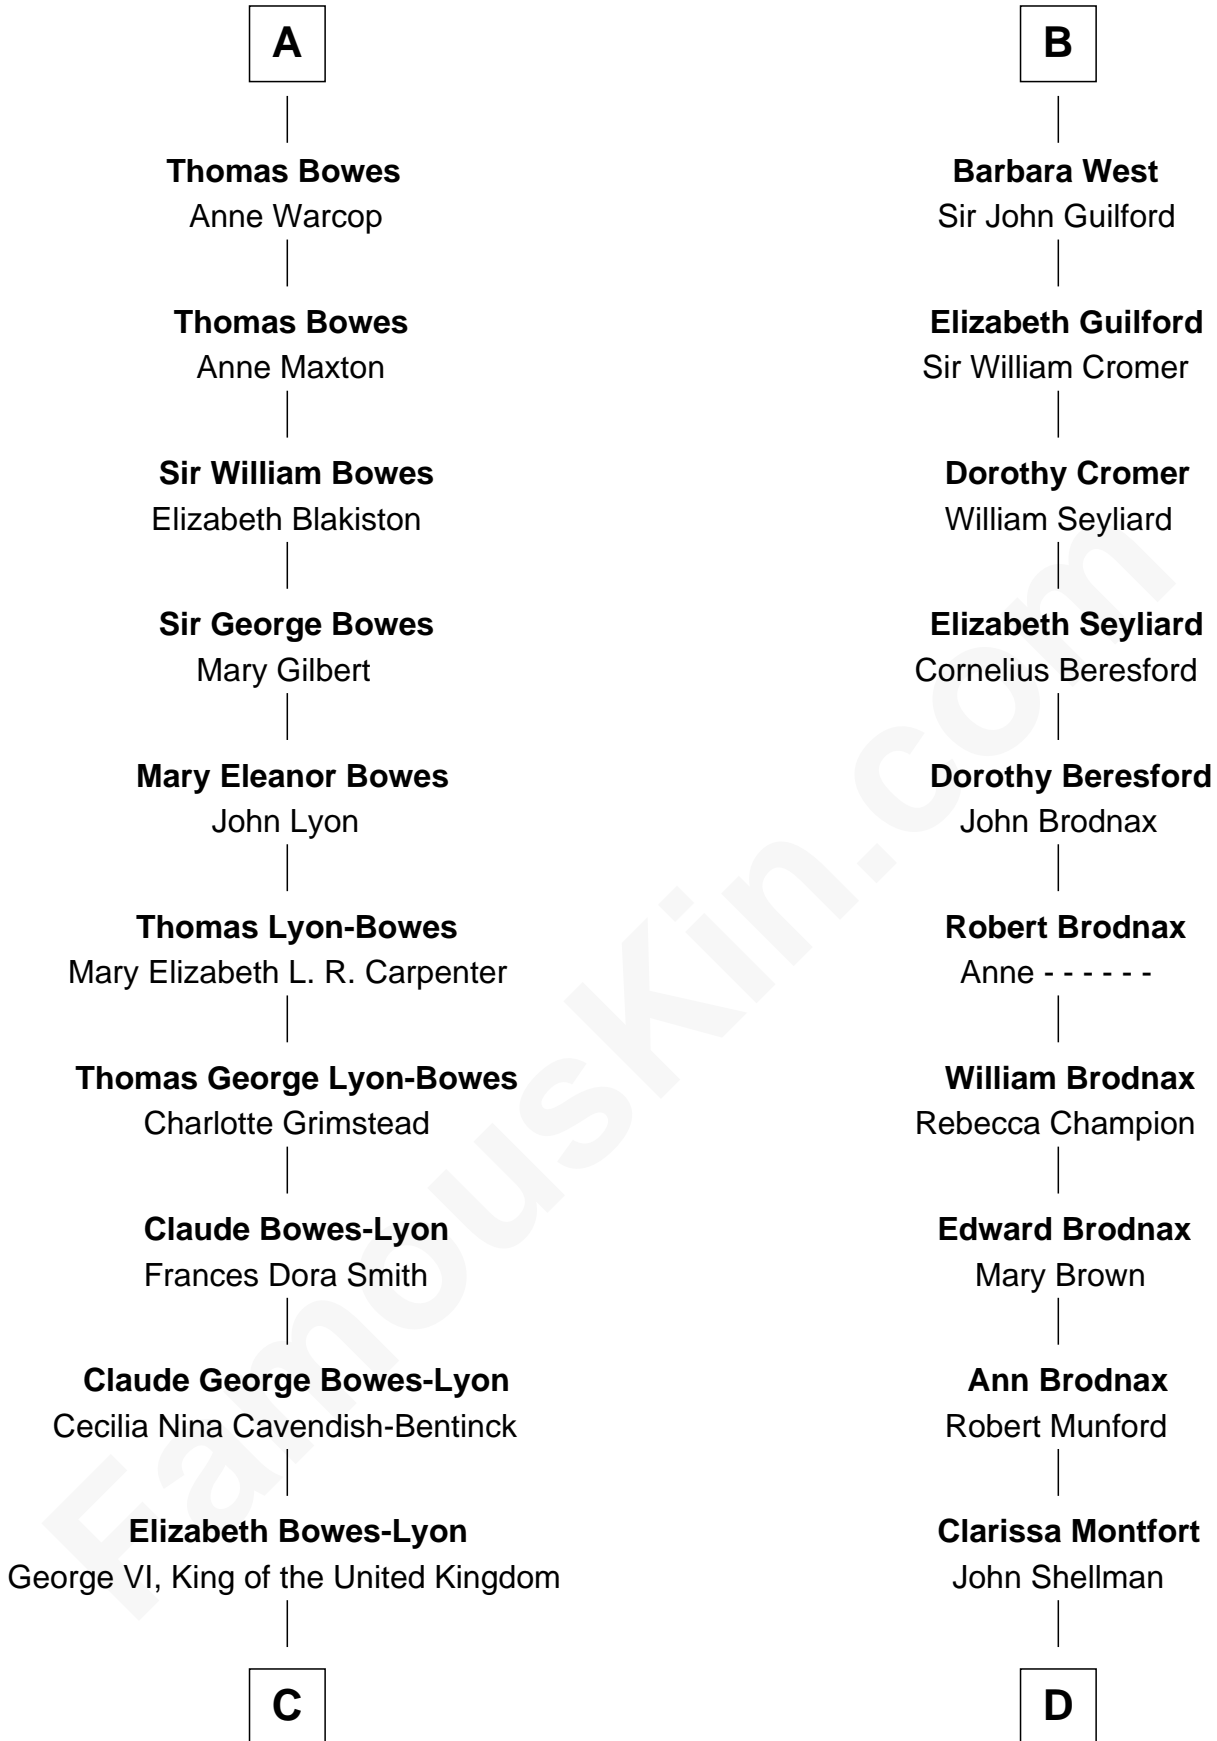 A
Thomas Bowes
Anne Warcop
Thomas Bowes
Anne Maxton
Sir William Bowes
Elizabeth Blakiston
Sir George Bowes
Mary Gilbert
Mary Eleanor Bowes
John Lyon
Thomas Lyon-Bowes
Mary Elizabeth L. R. Carpenter
Thomas George Lyon-Bowes
Charlotte Grimstead
Claude Bowes-Lyon
Frances Dora Smith
Claude George Bowes-Lyon
Cecilia Nina Cavendish-Bentinck
Elizabeth Bowes-Lyon
George VI, King of the United Kingdom
C
B
Barbara West
Sir John Guilford
Elizabeth Guilford
Sir William Cromer
Dorothy Cromer
William Seyliard
Elizabeth Seyliard
Cornelius Beresford
Dorothy Beresford
John Brodnax
Robert Brodnax
Anne - - - - - -
William Brodnax
Rebecca Champion
Edward Brodnax
Mary Brown
Ann Brodnax
Robert Munford
Clarissa Montfort
John Shellman
D
FamousKin.com